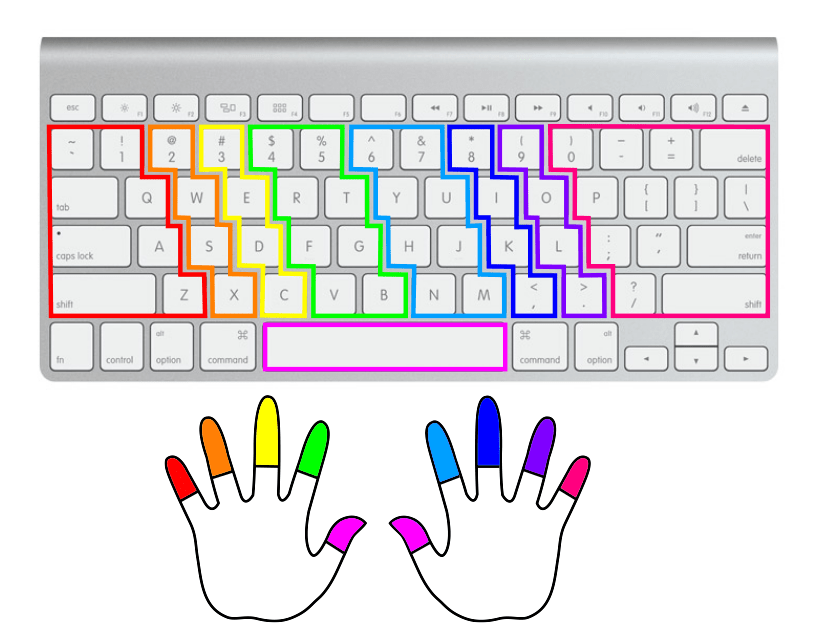 esc F1 F2 F3 F4 F5 F6 F7 F8 F9 F10 F11 F12
~ ! @ # $ % ^ & * ( ) – +
` 1 2 3 4 5 6 7 8 9 0 - = delete
tab Q W E R T Y U I O P { } |
[ ] \
caps lock A S D F G H J K L : " enter
; ' return
shift Z X C V B N M < > ? shift
, . /
alt ⌘ ⌘ alt
fn control option command command option